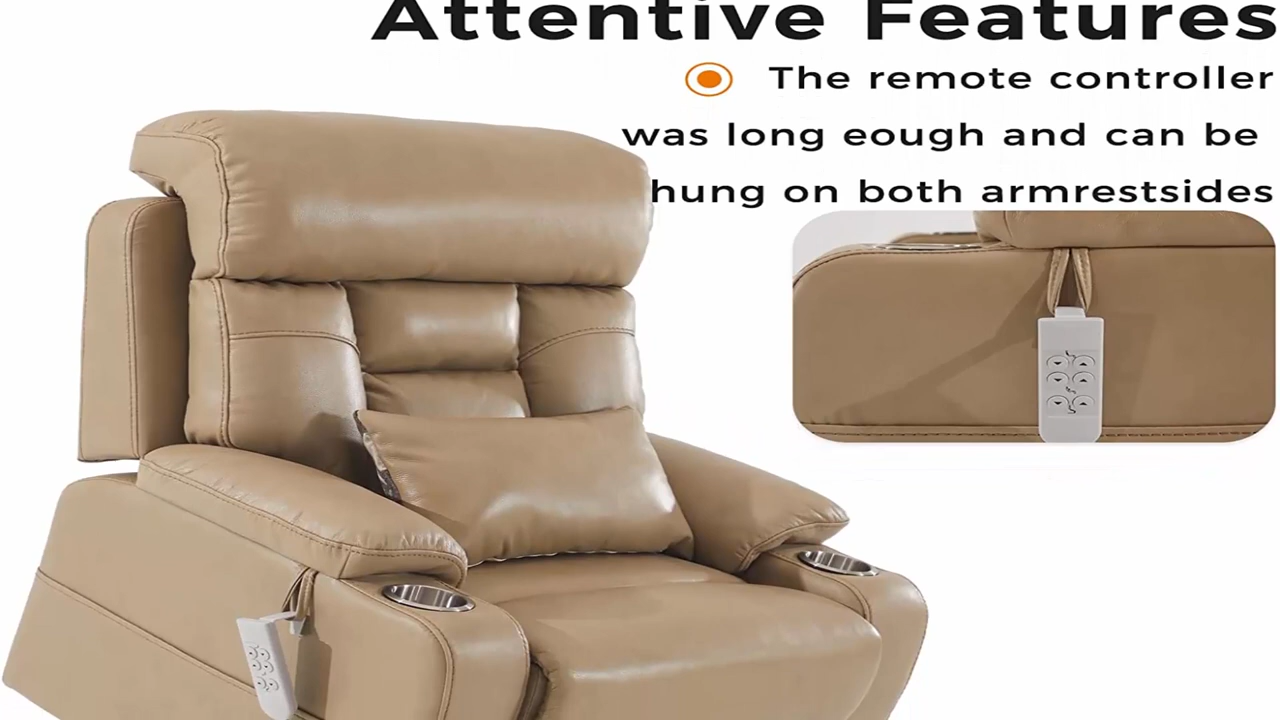 Attentive Features
The remote controller
was long eough and can be
hung on both armrestsides